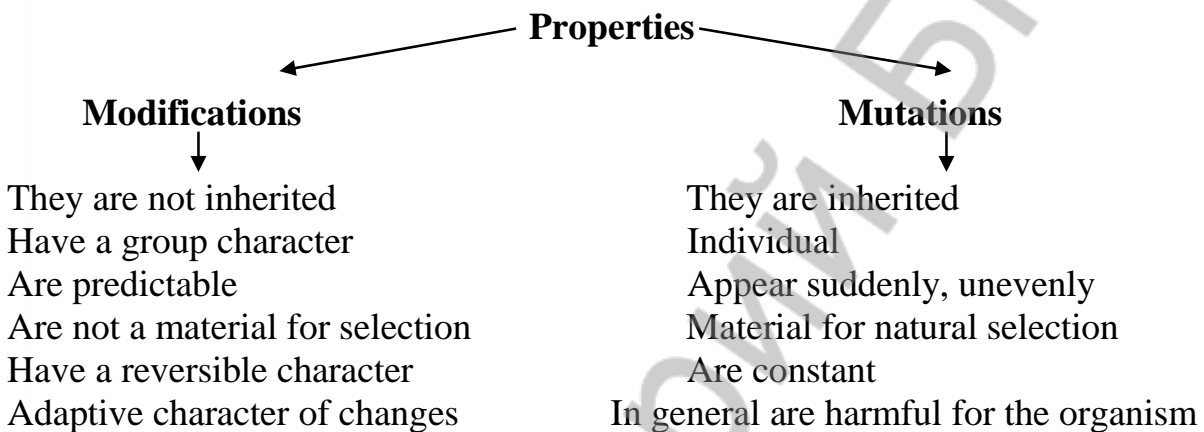 Properties
Modifications Mutations
They are not inherited They are inherited
Have a group character Individual
Are predictable Appear suddenly, unevenly
Are not a material for selection Material for natural selection
Have a reversible character Are constant
Adaptive character of changes In general are harmful for the organism